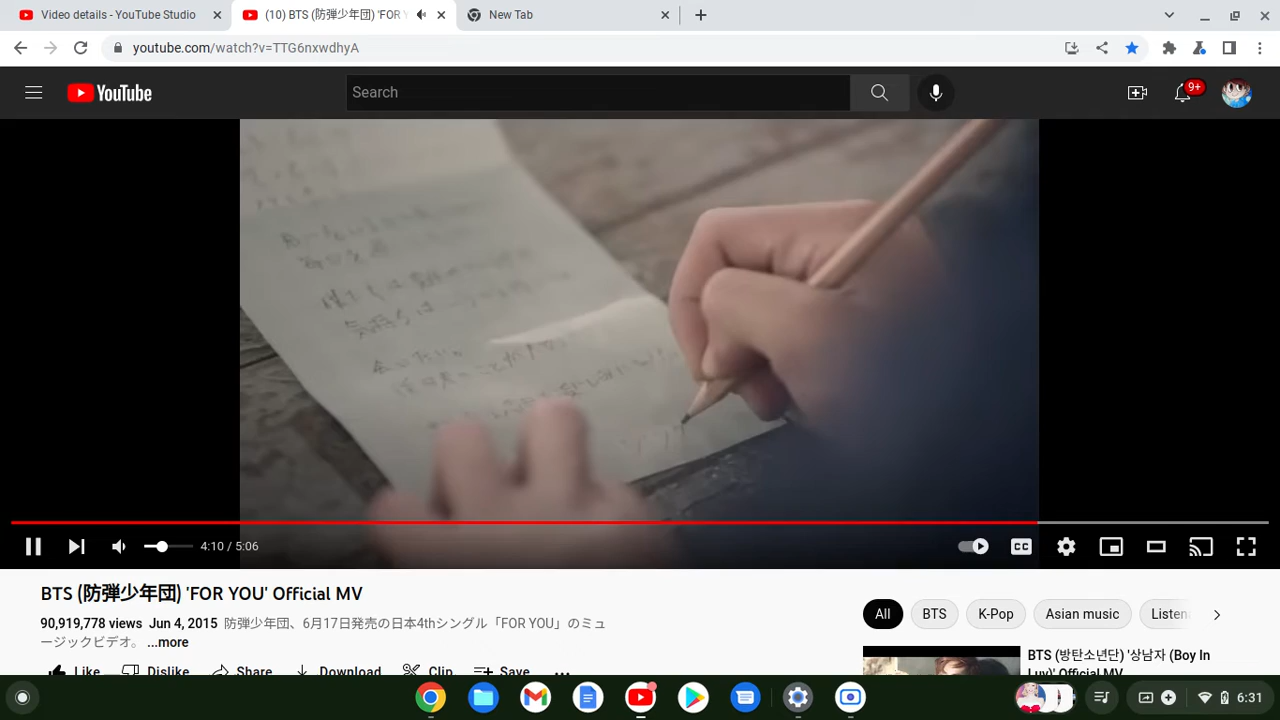 Video details - YouTube Studio
(10) BTS (防弾少年団) 'FOR Y
New Tab
youtube.com/watch?v=TTG6nxwdhyA
YouTube
Search
9+
4:10 / 5:06
CC
BTS (防弾少年団) 'FOR YOU' Official MV
90,919,778 views Jun 4, 2015 防弾少年団、6月17日発売の日本4thシングル「FOR YOU」のミュ
ージックビデオ。 ...more
Like Dislike Share Download Clip Save
All BTS K-Pop Asian music Listen
BTS (방탄소년단) '상남자 (Boy In
Luv)' Official MV
6:31